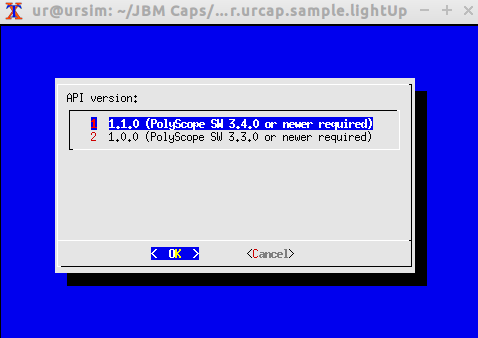 ur@ursim: ~/JBM Caps/...r.urcap.sample.lightUp
API version:
1 1.1.0 (PolyScope SW 3.4.0 or newer required)
2 1.0.0 (PolyScope SW 3.3.0 or newer required)
< OK > <Cancel>